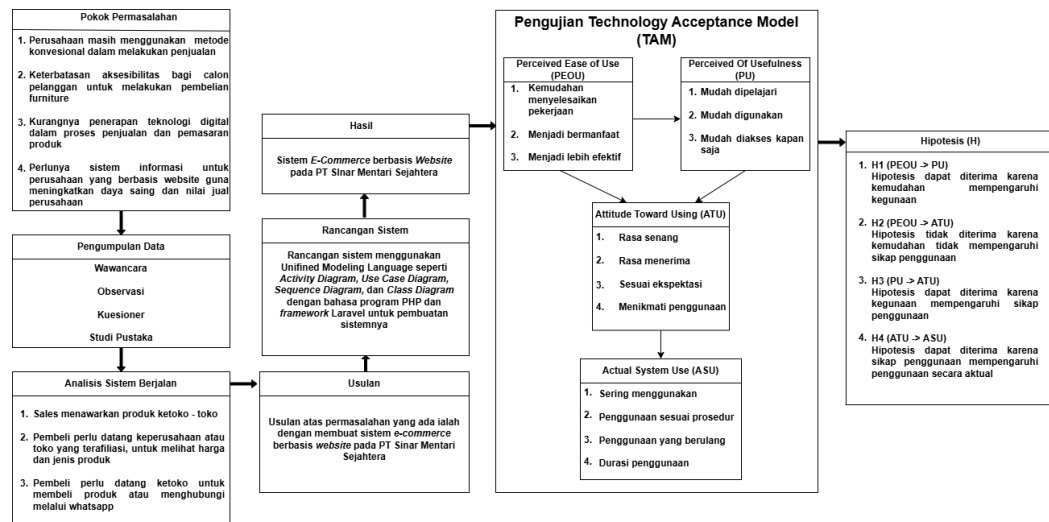 Pokok Permasalahan
1. Perusahaan masih menggunakan metode
konvesional dalam melakukan penjualan
2. Keterbatasan aksesibilitas bagi calon
pelanggan untuk melakukan pembelian
furniture
3. Kurangnya penerapan teknologi digital
dalam proses penjualan dan pemasaran
produk
4. Perlunya sistem informasi untuk
perusahaan yang berbasis website guna
meningkatkan daya saing dan nilai jual
perusahaan
Pengumpulan Data
Wawancara
Observasi
Kuesioner
Studi Pustaka
Analisis Sistem Berjalan
1. Sales menawarkan produk ketoko - toko
2. Pembeli perlu datang keperusahaan atau
toko yang terafiliasi, untuk melihat harga
dan jenis produk
3. Pembeli perlu datang ketoko untuk
membeli produk atau menghubungi
melalui whatsapp
Usulan
Usulan atas permasalahan yang ada ialah
dengan membuat sistem e-commerce
berbasis website pada PT Sinar Mentari
Sejahtera
Rancangan Sistem
Rancangan sistem menggunakan
Unifined Modeling Language seperti
Activity Diagram, Use Case Diagram,
Sequence Diagram, dan Class Diagram
dengan bahasa program PHP dan
framework Laravel untuk pembuatan
sistemnya
Hasil
Sistem E-Commerce berbasis Website
pada PT SInar Mentari Sejahtera
Pengujian Technology Acceptance Model
(TAM)
Perceived Ease of Use
(PEOU)
1. Kemudahan
menyelesaikan
pekerjaan
2. Menjadi bermanfaat
3. Menjadi lebih efektif
Perceived Of Usefulness
(PU)
1. Mudah dipelajari
2. Mudah digunakan
3. Mudah diakses kapan
saja
Attitude Toward Using (ATU)
1. Rasa senang
2. Rasa menerima
3. Sesuai ekspektasi
4. Menikmati penggunaan
Actual System Use (ASU)
1. Sering menggunakan
2. Penggunaan sesuai prosedur
3. Penggunaan yang berulang
4. Durasi penggunaan
Hipotesis (H)
1. H1 (PEOU -> PU)
Hipotesis dapat diterima karena
kemudahan mempengaruhi
kegunaan
2. H2 (PEOU -> ATU)
Hipotesis tidak diterima karena
kemudahan tidak mempengaruhi
sikap penggunaan
3. H3 (PU -> ATU)
Hipotesis dapat diterima karena
kegunaan mempengaruhi sikap
penggunaan
4. H4 (ATU -> ASU)
Hipotesis dapat diterima karena
sikap penggunaan mempengaruhi
penggunaan secara aktual